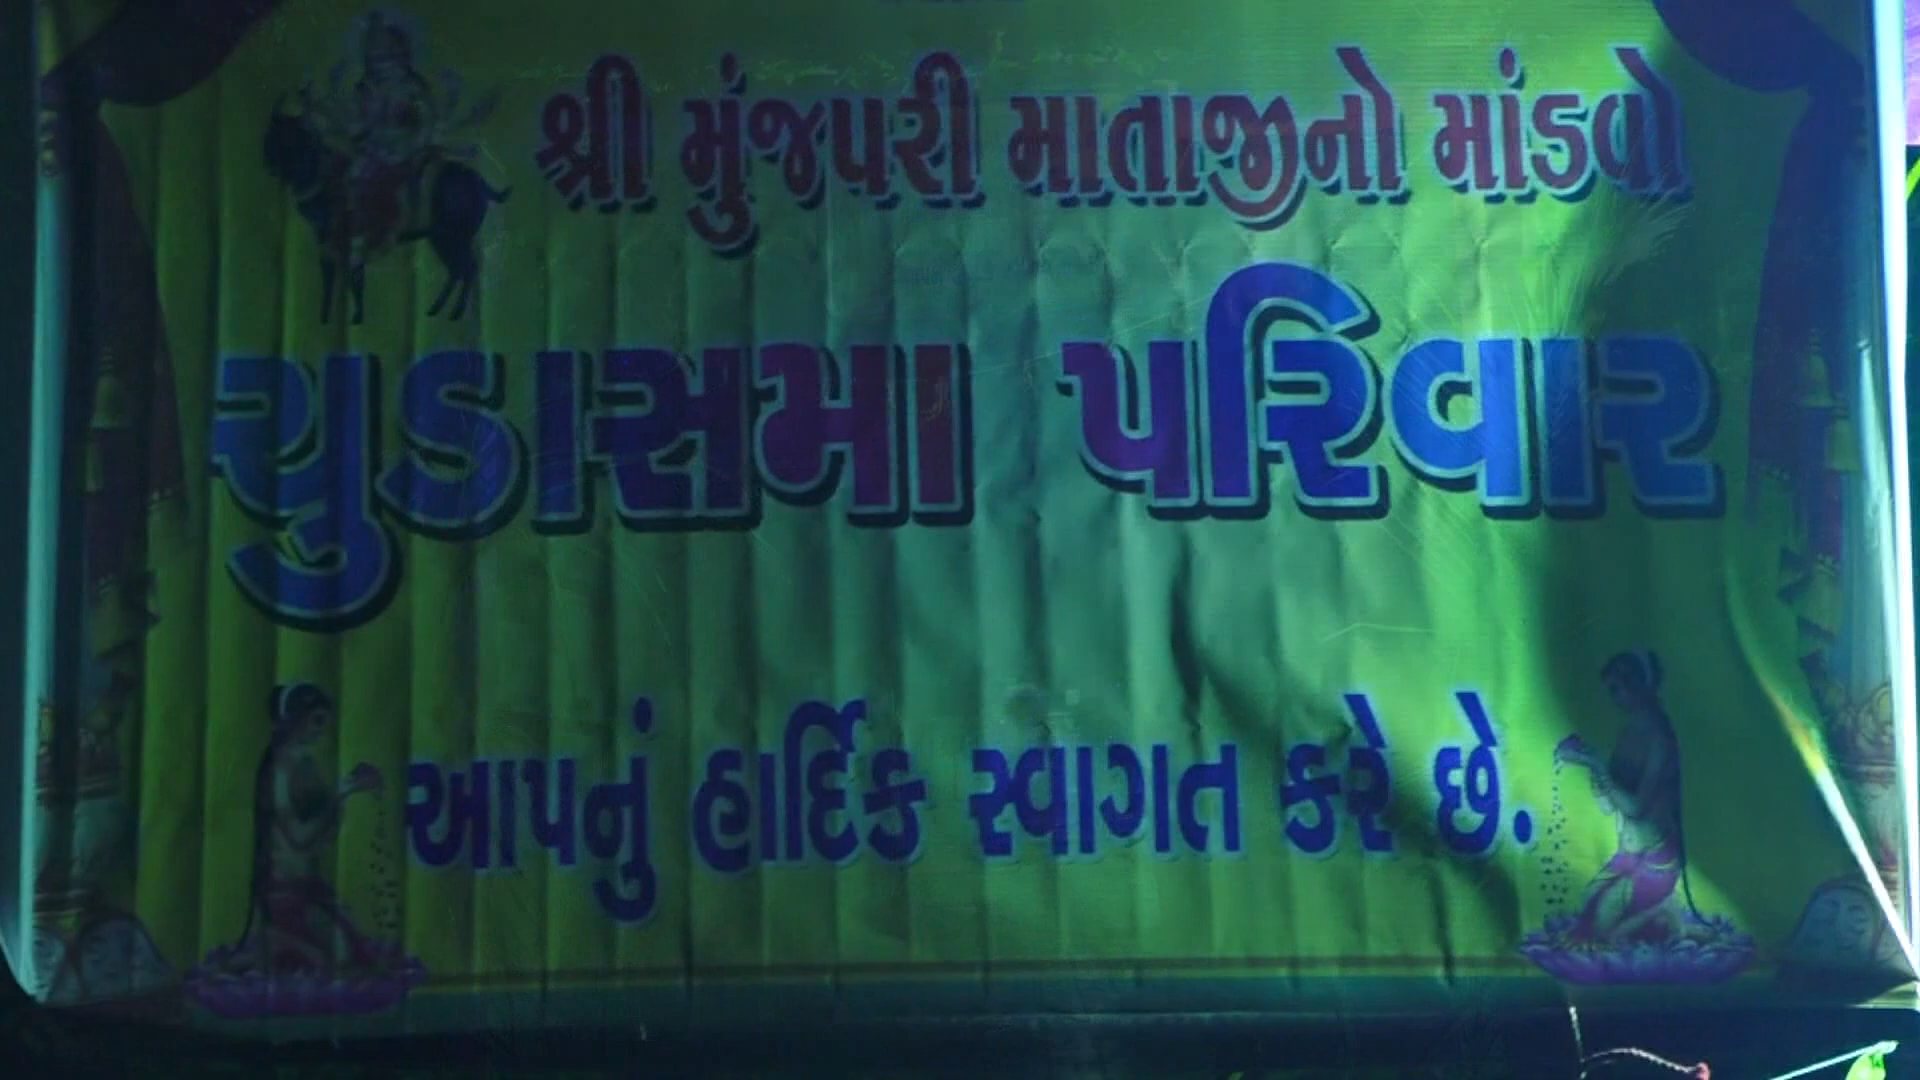 શ્રી મુંજપરી માતાજીનો માંડવો
ચુડાસમા પરિવાર
આપનું હાર્દિક સ્વાગત કરે છે.